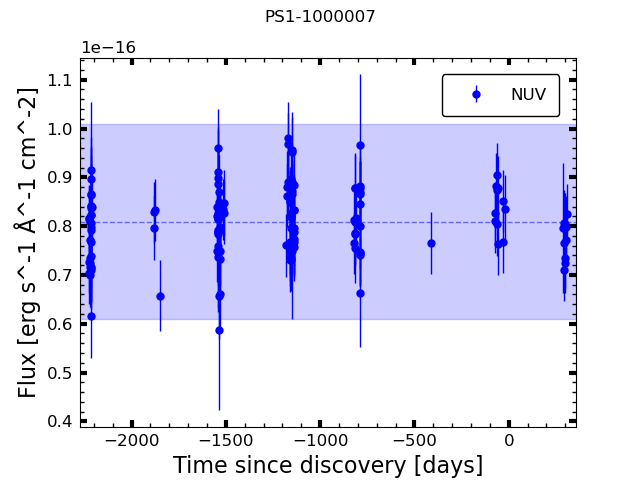 PS1-1000007
1e−16
NUV
1.1
1.0
0.9
0.8
0.7
0.6
0.5
0.4
Flux [erg s^-1 Å^-1 cm^-2]
−2000 −1500 −1000 −500 0
Time since discovery [days]